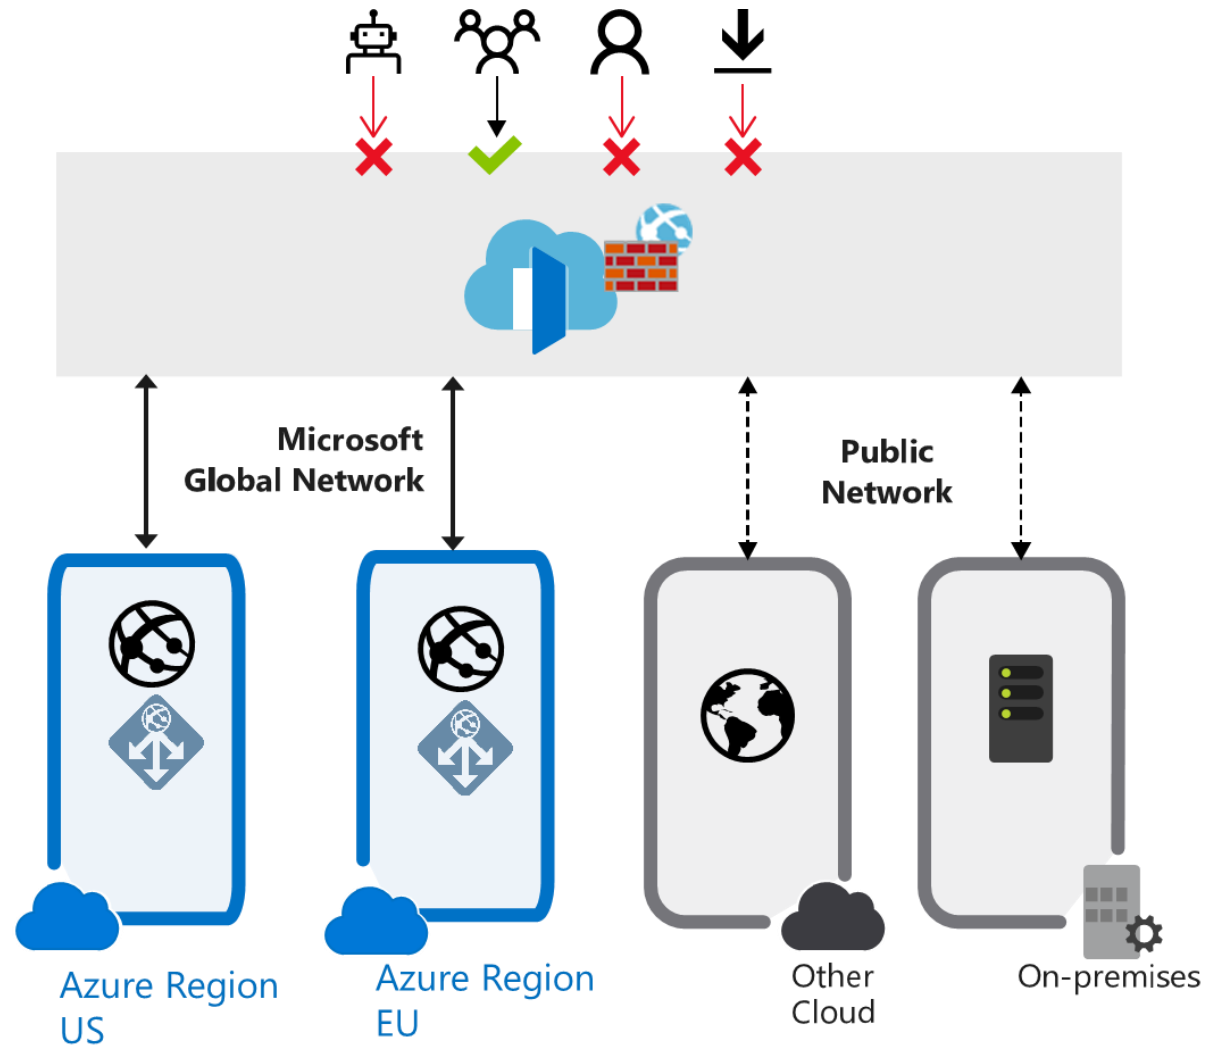 Microsoft
Global Network
Public
Network
Azure Region
US
Azure Region
EU
Other
Cloud
On-premises